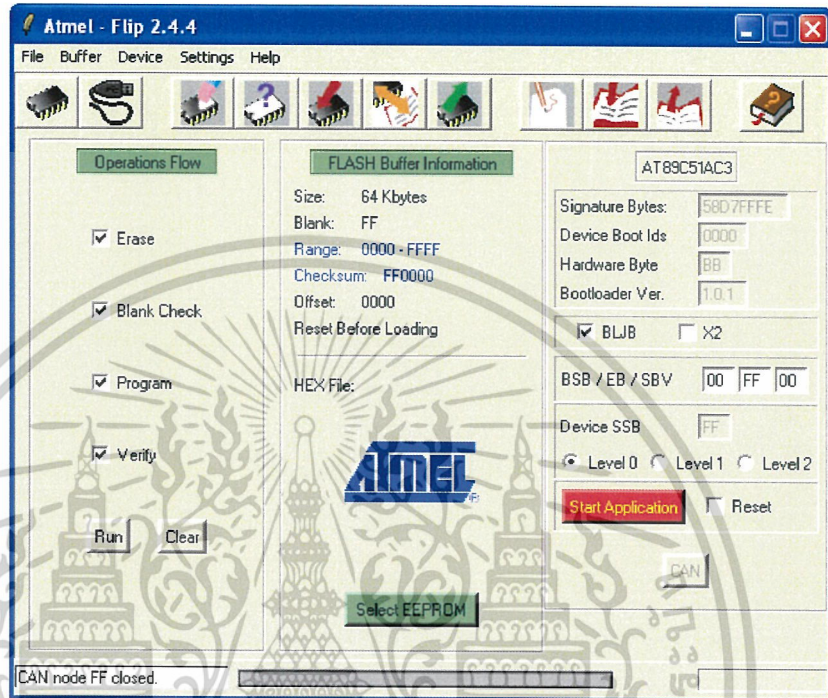 Atmel - Flip 2.4.4
File Buffer Device Settings Help
Operations Flow
Erase
Blank Check
Program
Verify
Run Clear
FLASH Buffer Information
Size: 64 Kbytes
Blank: FF
Range: 0000 - FFFF
Checksum: FF0000
Offset: 0000
Reset Before Loading
HEX File:
ATMEL
Select EEPROM
AT89C51AC3
Signature Bytes: 58D7FFFE
Device Boot Ids 0000
Hardware Byte BB
Bootloader Ver. 1.0.1
BLJB X2
BSB / EB / SBV 00 FF 00
Device SSB FF
Level 0 Level 1 Level 2
Start Application Reset
CAN
CAN node FF closed.